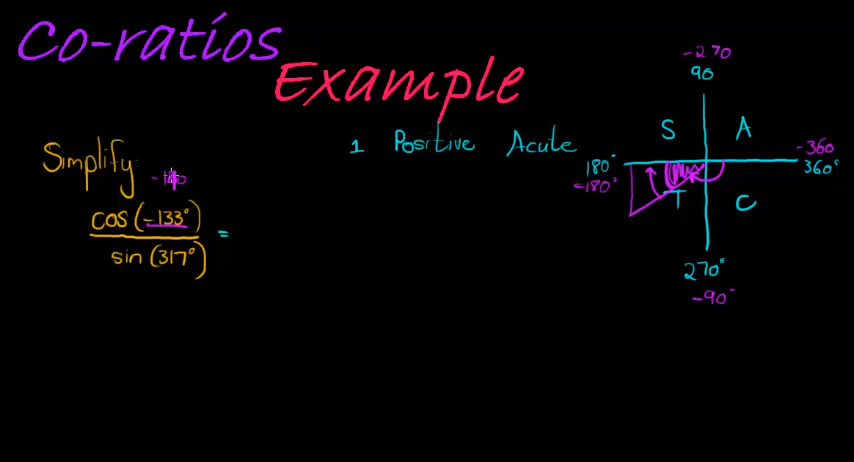 Co-ratios
Example
Simplify:
cos (-133°)
sin (317°)
=
1 Positive Acute
-270
90
S A
180° -360
-180° 360°
T C
270°
-90°